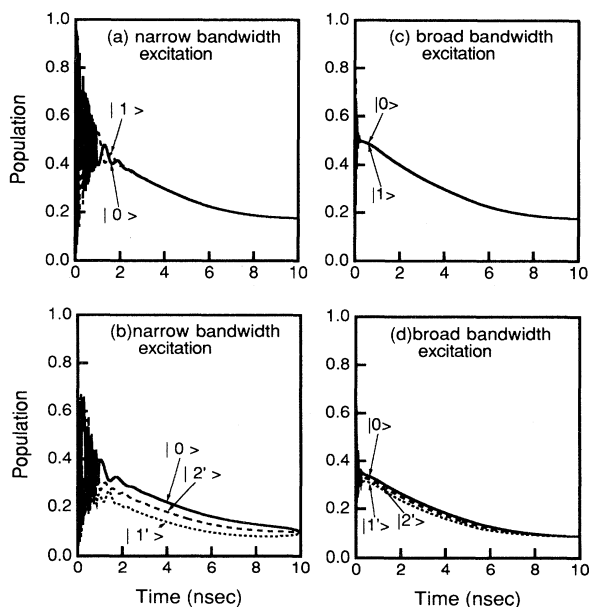 (a) narrow bandwidth
excitation
1.0
0.8
0.6
0.4
0.2
0.0
Population
| 1 >
| 0 >
0 2 4 6 8 10
(c) broad bandwidth
excitation
1.0
0.8
0.6
0.4
0.2
0.0
|0>
|1>
0 2 4 6 8 10
(b)narrow bandwidth
excitation
1.0
0.8
0.6
0.4
0.2
0.0
Population
| 0 >
| 2' >
| 1' >
0 2 4 6 8 10
Time (nsec)
(d)broad bandwidth
excitation
1.0
0.8
0.6
0.4
0.2
0.0
|0>
|1'>
|2'>
0 2 4 6 8 10
Time (nsec)